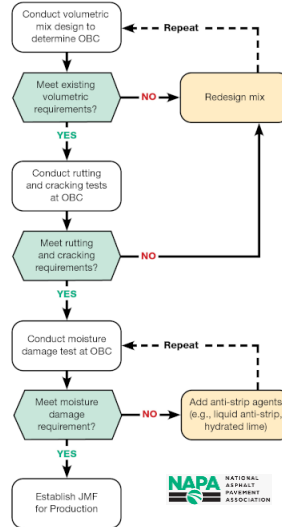 Conduct volumetric
mix design to
determine OBC
Repeat
Meet existing
volumetric
requirements?
NO
Redesign mix
YES
Conduct rutting
and cracking tests
at OBC
Meet rutting
and cracking
requirements?
NO
YES
Conduct moisture
damage test at OBC
Repeat
Meet moisture
damage
requirement?
NO
Add anti-strip agents
(e.g., liquid anti-strip,
hydrated lime)
YES
Establish JMF
for Production
NAPA
NATIONAL
ASPHALT
PAVEMENT
ASSOCIATION